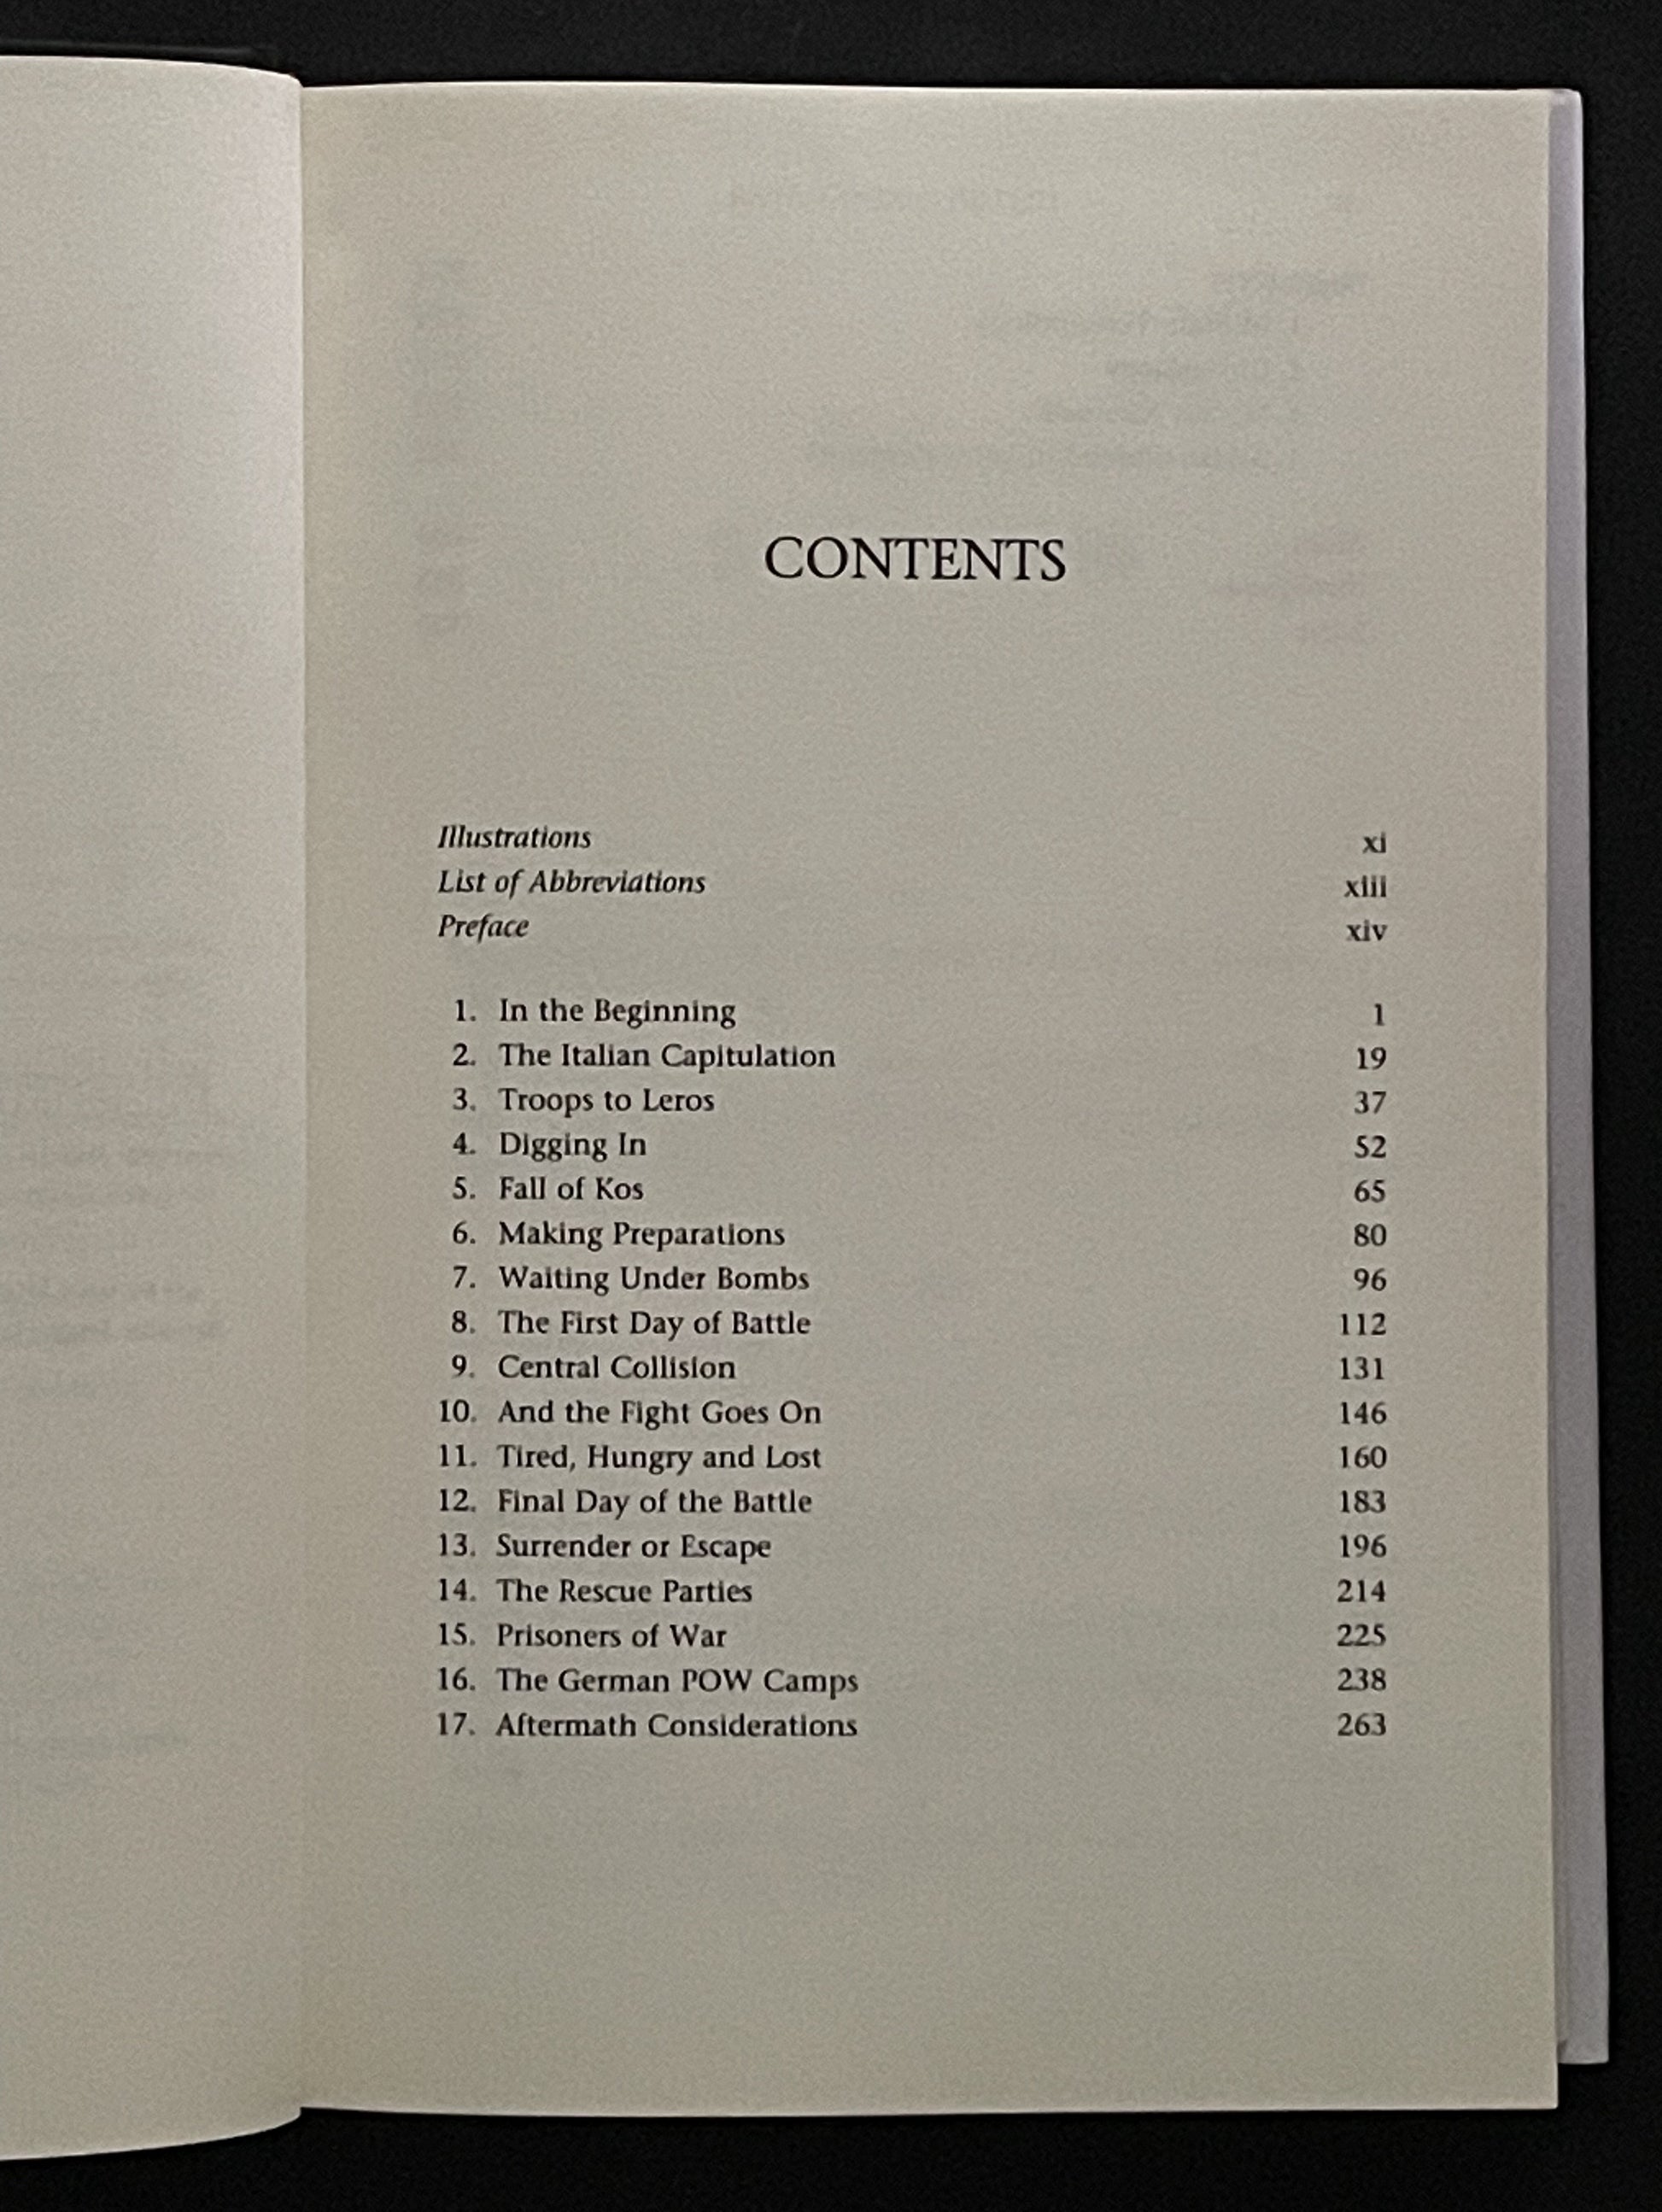 CONTENTS
Illustrations xi
List of Abbreviations xiii
Preface xiv
1. In the Beginning 1
2. The Italian Capitulation 19
3. Troops to Leros 37
4. Digging In 52
5. Fall of Kos 65
6. Making Preparations 80
7. Waiting Under Bombs 96
8. The First Day of Battle 112
9. Central Collision 131
10. And the Fight Goes On 146
11. Tired, Hungry and Lost 160
12. Final Day of the Battle 183
13. Surrender or Escape 196
14. The Rescue Parties 214
15. Prisoners of War 225
16. The German POW Camps 238
17. Aftermath Considerations 263